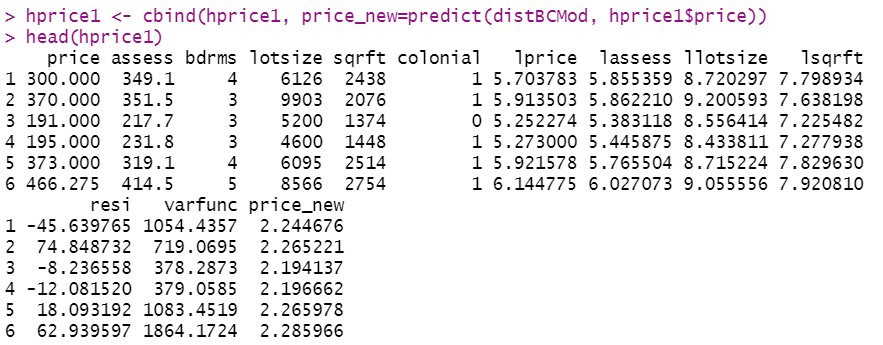 > hprice1 <- cbind(hprice1, price_new=predict(distBCMod, hprice1$price))
> head(hprice1)
    price assess bdrms lotsize sqrft colonial   lprice  lassess llotsize   lsqrft
1 300.000  349.1     4    6126  2438        1 5.703783 5.855359 8.720297 7.798934
2 370.000  351.5     3    9903  2076        1 5.913503 5.862210 9.200593 7.638198
3 191.000  217.7     3    5200  1374        0 5.252274 5.383118 8.556414 7.225482
4 195.000  231.8     3    4600  1448        1 5.273000 5.445875 8.433811 7.277938
5 373.000  319.1     4    6095  2514        1 5.921578 5.765504 8.715224 7.829630
6 466.275  414.5     5    8566  2754        1 6.144775 6.027073 9.055556 7.920810
        resi   varfunc price_new
1 -45.639765 1054.4357  2.244676
2  74.848732  719.0695  2.265221
3  -8.236558  378.2873  2.194137
4 -12.081520  379.0585  2.196662
5  18.093192 1083.4519  2.265978
6  62.939597 1864.1724  2.285966